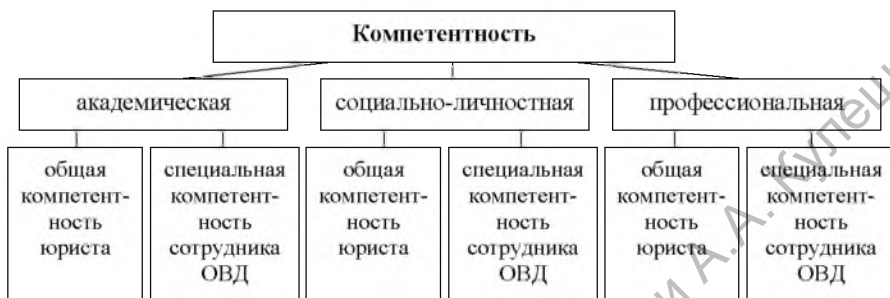 Компетентность
академическая
социально-личностная
профессиональная
общая
компетент-
ность
юриста
специальная
компетент-
ность
сотрудника
ОВД
общая
компетент-
ность
юриста
специальная
компетент-
ность
сотрудника
ОВД
общая
компетент-
ность
юриста
специальная
компетент-
ность
сотрудника
ОВД
А.А. Кулеш